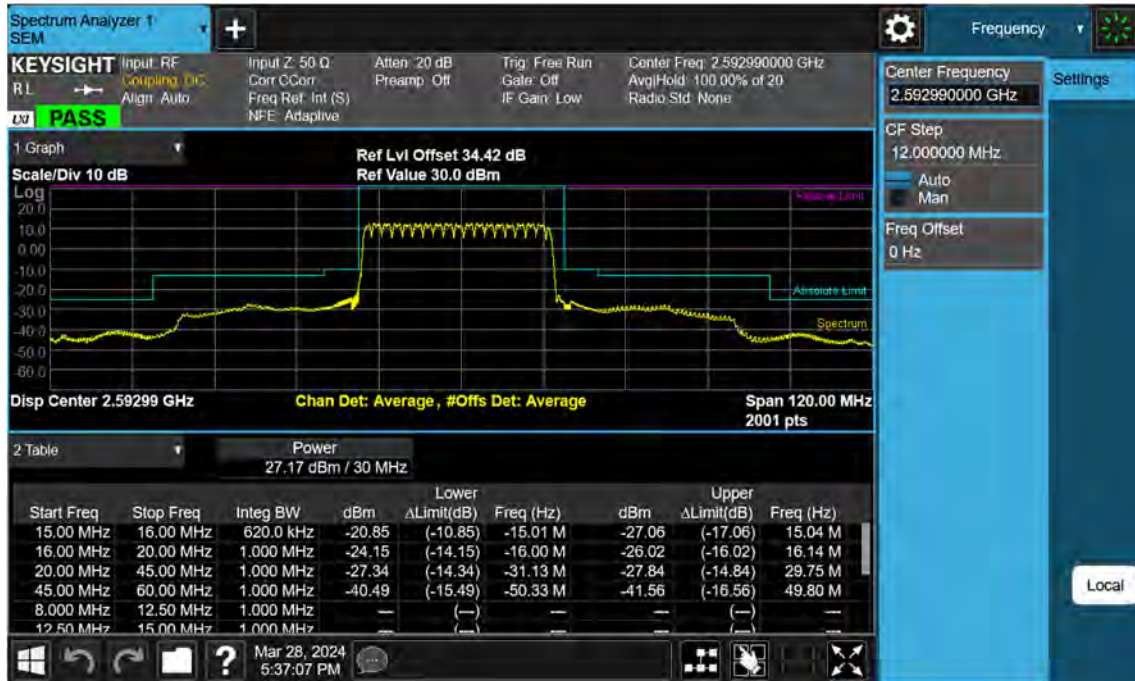 Spectrum Analyzer 1
SEM
+
Frequency
KEYSIGHT
RL
LXI
PASS
Input: RF
Coupling: DC
Align: Auto
Input Z: 50 Ω
Corr CCorr
Freq Ref: Int (S)
NFE: Adaptive
Atten: 20 dB
Preamp: Off
Trig: Free Run
Gate: Off
IF Gain: Low
Center Freq: 2.592990000 GHz
Avg|Hold: 100.00% of 20
Radio Std: None
Center Frequency
2.592990000 GHz
Settings
CF Step
12.000000 MHz
Auto
Man
Freq Offset
0 Hz
1 Graph
Ref Lvl Offset 34.42 dB
Scale/Div 10 dB
Ref Value 30.0 dBm
Log
20.0
10.0
0.00
-10.0
-20.0
-30.0
-40.0
-50.0
-60.0
Relative Limit
Absolute Limit
Spectrum
Disp Center 2.59299 GHz
Chan Det: Average, #Offs Det: Average
Span 120.00 MHz
2001 pts
2 Table
Power
27.17 dBm / 30 MHz
Lower Upper
Start Freq Stop Freq Integ BW dBm ΔLimit(dB) Freq (Hz) dBm ΔLimit(dB) Freq (Hz)
15.00 MHz 16.00 MHz 620.0 kHz -20.85 (-10.85) -15.01 M -27.06 (-17.06) 15.04 M
16.00 MHz 20.00 MHz 1.000 MHz -24.15 (-14.15) -16.00 M -26.02 (-16.02) 16.14 M
20.00 MHz 45.00 MHz 1.000 MHz -27.34 (-14.34) -31.13 M -27.84 (-14.84) 29.75 M
45.00 MHz 60.00 MHz 1.000 MHz -40.49 (-15.49) -50.33 M -41.56 (-16.56) 49.80 M
8.000 MHz 12.50 MHz 1.000 MHz — (—) — — (—) —
12.50 MHz 15.00 MHz 1.000 MHz — (—) — — (—) —
Local
?
Mar 28, 2024
5:37:07 PM